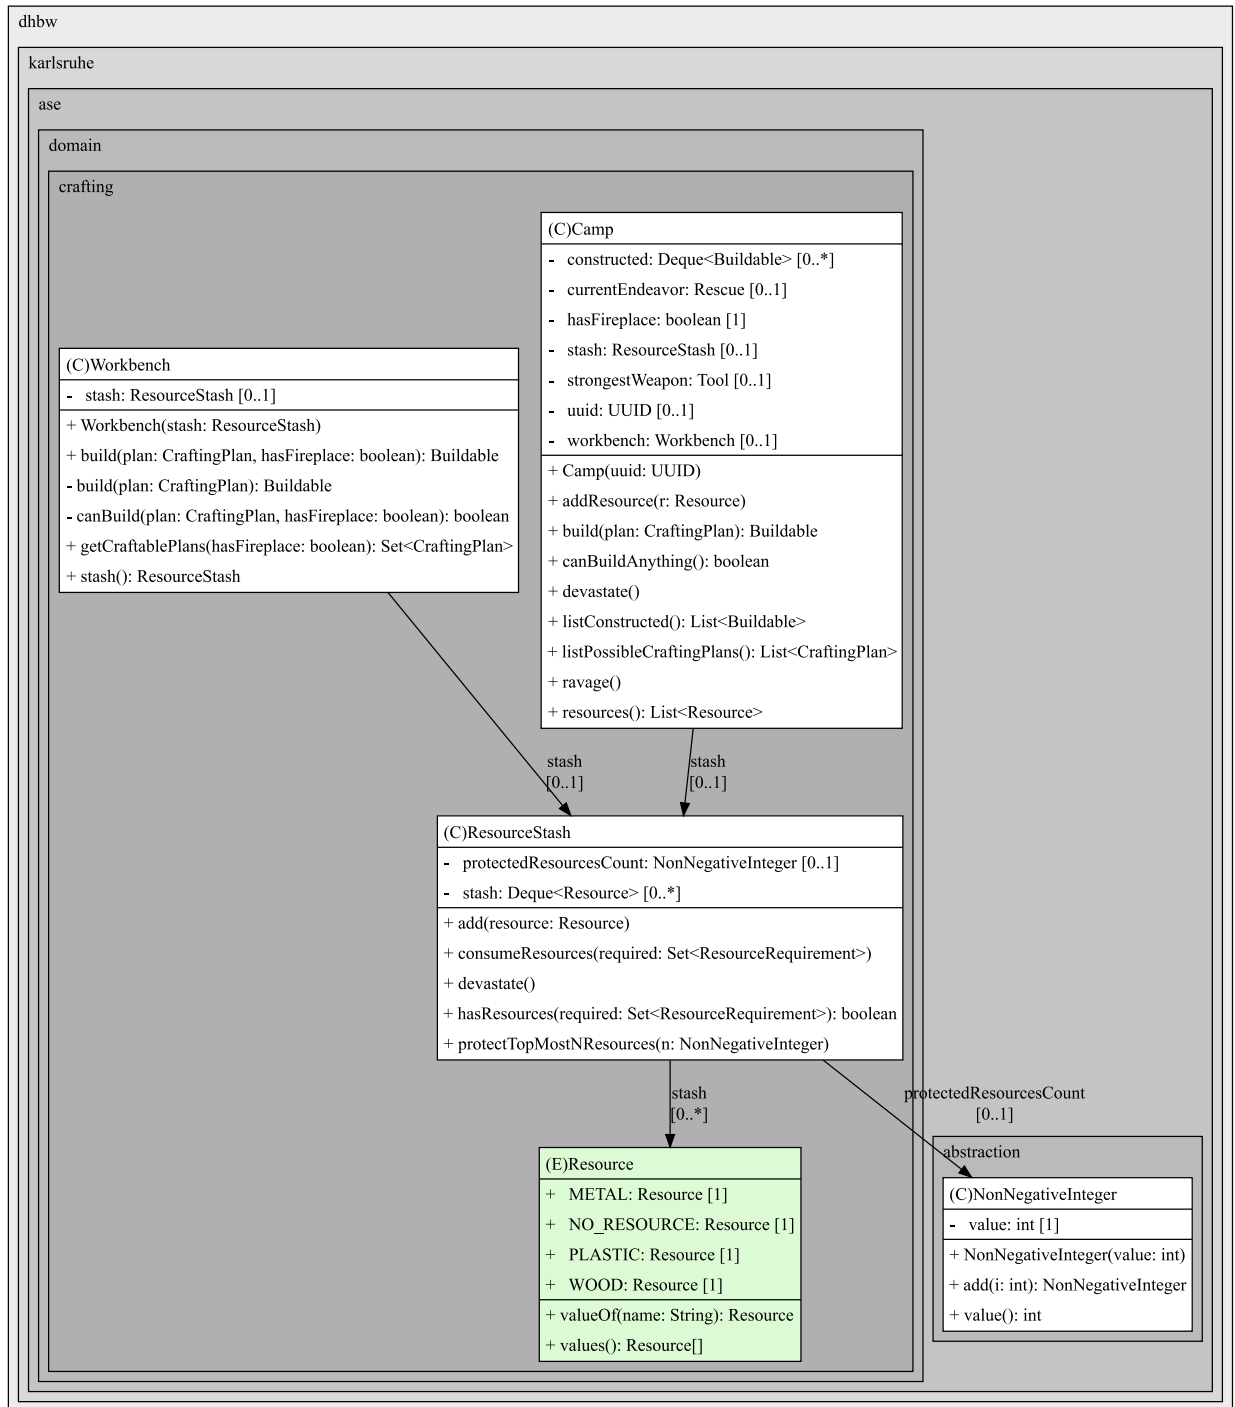 dhbw
karlsruhe
ase
domain
crafting
(C)Camp
- constructed: Deque<Buildable> [0..*]
- currentEndeavor: Rescue [0..1]
- hasFireplace: boolean [1]
- stash: ResourceStash [0..1]
- strongestWeapon: Tool [0..1]
- uuid: UUID [0..1]
- workbench: Workbench [0..1]
+ Camp(uuid: UUID)
+ addResource(r: Resource)
+ build(plan: CraftingPlan): Buildable
+ canBuildAnything(): boolean
+ devastate()
+ listConstructed(): List<Buildable>
+ listPossibleCraftingPlans(): List<CraftingPlan>
+ ravage()
+ resources(): List<Resource>
(C)Workbench
- stash: ResourceStash [0..1]
+ Workbench(stash: ResourceStash)
+ build(plan: CraftingPlan, hasFireplace: boolean): Buildable
- build(plan: CraftingPlan): Buildable
- canBuild(plan: CraftingPlan, hasFireplace: boolean): boolean
+ getCraftablePlans(hasFireplace: boolean): Set<CraftingPlan>
+ stash(): ResourceStash
stash
[0..1]
stash
[0..1]
(C)ResourceStash
- protectedResourcesCount: NonNegativeInteger [0..1]
- stash: Deque<Resource> [0..*]
+ add(resource: Resource)
+ consumeResources(required: Set<ResourceRequirement>)
+ devastate()
+ hasResources(required: Set<ResourceRequirement>): boolean
+ protectTopMostNResources(n: NonNegativeInteger)
stash
[0..*]
protectedResourcesCount
[0..1]
(E)Resource
+ METAL: Resource [1]
+ NO_RESOURCE: Resource [1]
+ PLASTIC: Resource [1]
+ WOOD: Resource [1]
+ valueOf(name: String): Resource
+ values(): Resource[]
abstraction
(C)NonNegativeInteger
- value: int [1]
+ NonNegativeInteger(value: int)
+ add(i: int): NonNegativeInteger
+ value(): int